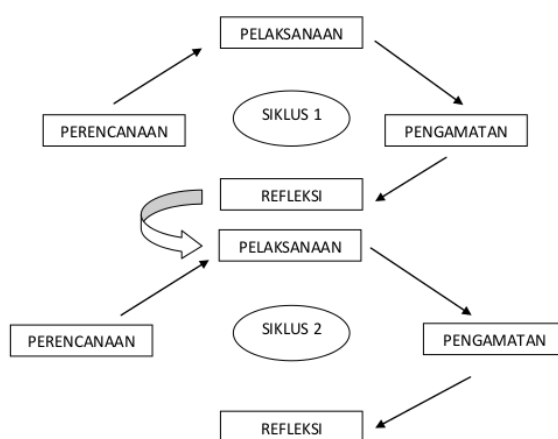 PELAKSANAAN
SIKLUS 1
PERENCANAAN
PENGAMATAN
REFLEKSI
PELAKSANAAN
SIKLUS 2
PERENCANAAN
PENGAMATAN
REFLEKSI